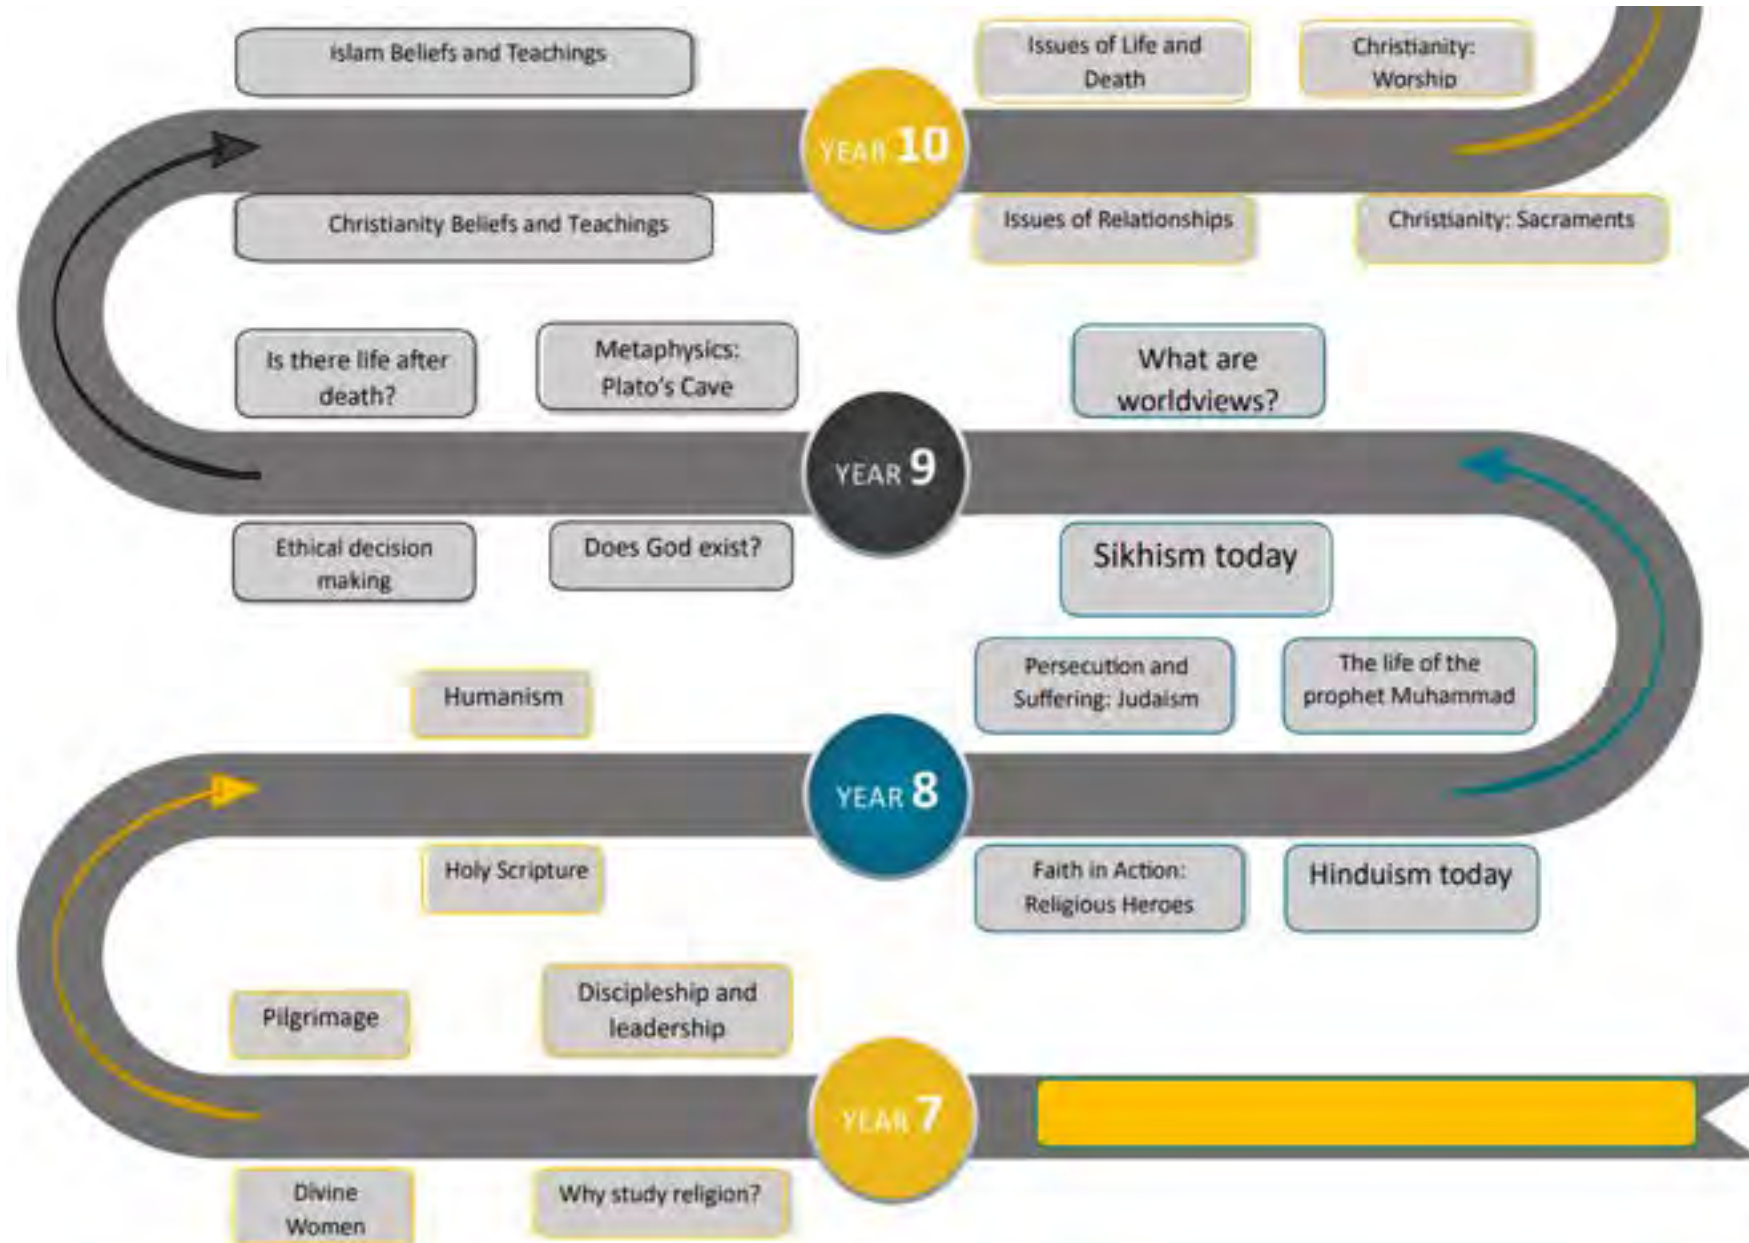 Islam Beliefs and Teachings
Issues of Life and
Death
Christianity:
Worship
YEAR 10
Christianity Beliefs and Teachings
Issues of Relationships
Christianity: Sacraments
Is there life after
death?
Metaphysics:
Plato's Cave
What are
worldviews?
YEAR 9
Ethical decision
making
Does God exist?
Sikhism today
Humanism
Persecution and
Suffering: Judaism
The life of the
prophet Muhammad
YEAR 8
Holy Scripture
Faith in Action:
Religious Heroes
Hinduism today
Pilgrimage
Discipleship and
leadership
YEAR 7
Divine
Women
Why study religion?